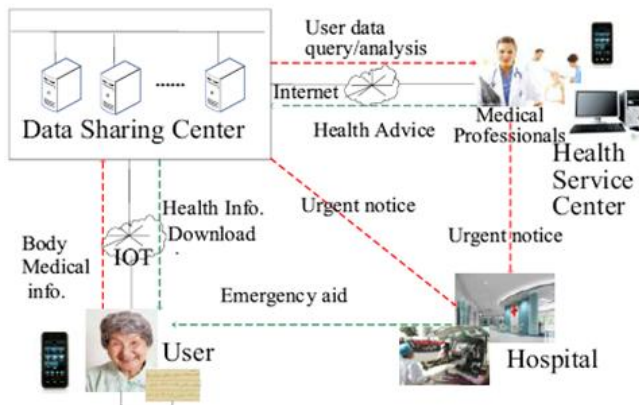 User data
query/analysis
......
Internet
Data Sharing Center
Health Advice
Medical
Professionals
Health
Service
Center
Health Info.
Download
Urgent notice
Urgent notice
Body
Medical
info.
IOT
Emergency aid
User
Hospital